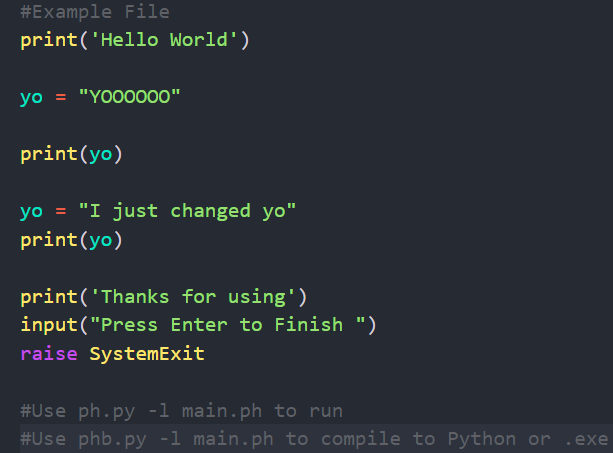 #Example File
print('Hello World')
yo = "YOOOOOO"
print(yo)
yo = "I just changed yo"
print(yo)
print('Thanks for using')
input("Press Enter to Finish ")
raise SystemExit
#Use ph.py -l main.ph to run
#Use phb.py -l main.ph to compile to Python or .exe